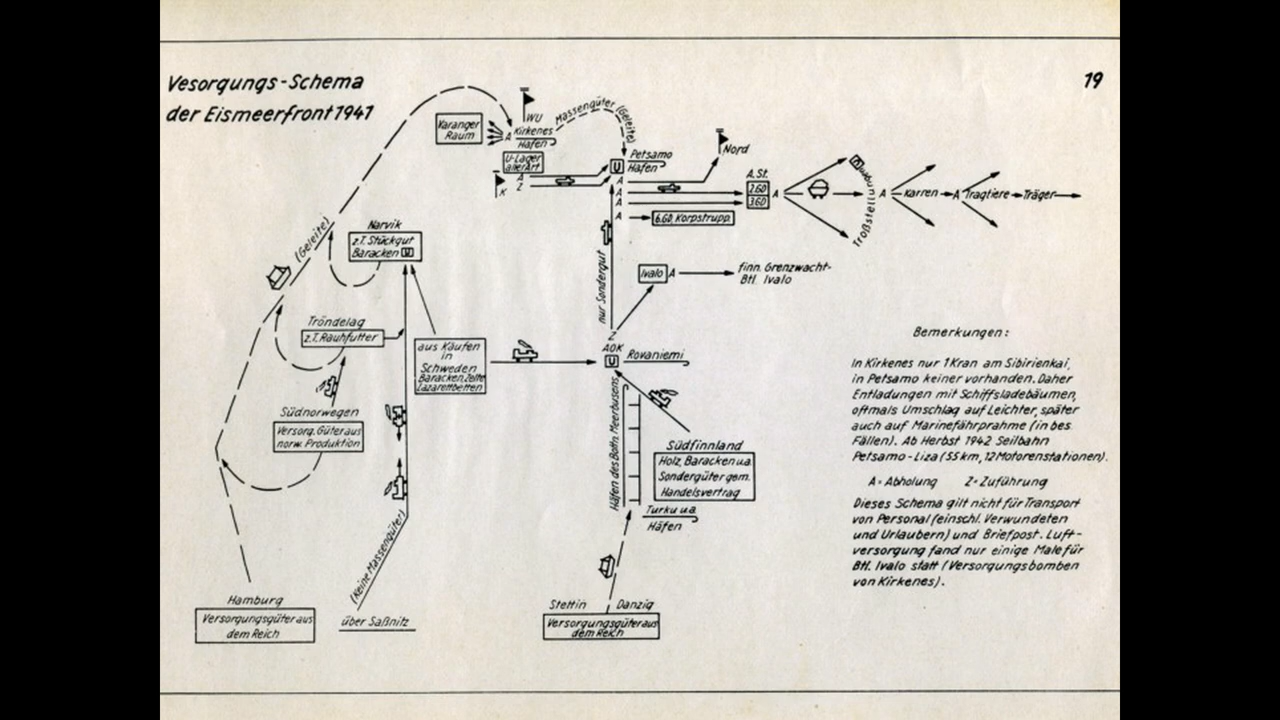 Vesorgungs-Schema
der Eismeerfront 1941
19
WU
Massengüter (Geleite)
Karanger
Raum
A Kirkenes
Hafen
U-Lager
aller Art
A
Z
K
U
Petsamo
Hafen
Nord
A
A
A
A
A. St.
2.GD
3.GD
A
6.GD, Korpstrupp.
Troßstell
A
Karren
A
Tragtiere
Träger
(Geleite)
Narvik
z.T. Stückgut
Baracken U
nur Sondergut
Ivalo
A
finn. Grenzwacht-
Btl. Ivalo
Tröndelag
z.T. Rauhfutter
aus Käufen
in
Schweden
Baracken, Zelte
Lazarettbetten
Z
AOK
U
Rovaniemi
Südnorwegen
Versorg. Güter aus
norw. Produktion
Häfen des Bottn. Meerbusens
Südfinnland
Holz, Baracken u.a.
Sondergüter gem.
Handelsvertrag
Turku u.a.
Häfen
(Keine Massengüter)
Hamburg
Versorgungsgüter aus
dem Reich
über Saßnitz
Stettin Danzig
Versorgungsgüter aus
dem Reich
Bemerkungen:
In Kirkenes nur 1 Kran am Sibirienkai,
in Petsamo keiner vorhanden. Daher
Entladungen mit Schiffsladebäumen,
oftmals Umschlag auf Leichter, später
auch auf Marinefährprahme (in bes.
Fällen). Ab Herbst 1942 Seilbahn
Petsamo-Liza (55 km, 12 Motorenstationen).
A = Abholung Z = Zuführung
Dieses Schema gilt nicht für Transport
von Personal (einschl. Verwundeten
und Urlaubern) und Briefpost. Luft-
versorgung fand nur einige Male für
Btl. Ivalo statt (Versorgungsbomben
von Kirkenes).